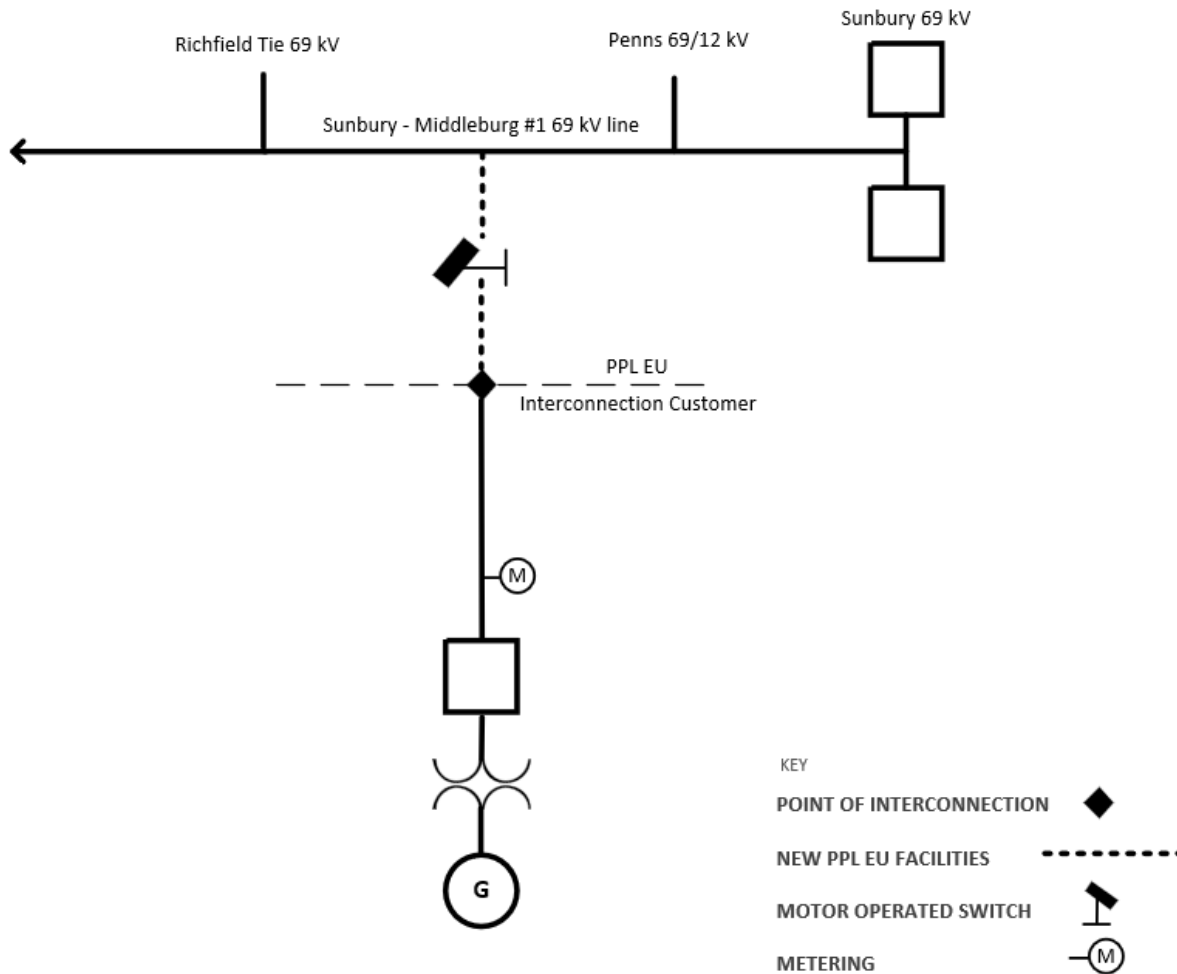 Sunbury 69 kV
Richfield Tie 69 kV
Penns 69/12 kV
Sunbury - Middleburg #1 69 kV line
PPL EU
Interconnection Customer
M
G
KEY
POINT OF INTERCONNECTION
NEW PPL EU FACILITIES
MOTOR OPERATED SWITCH
METERING
M